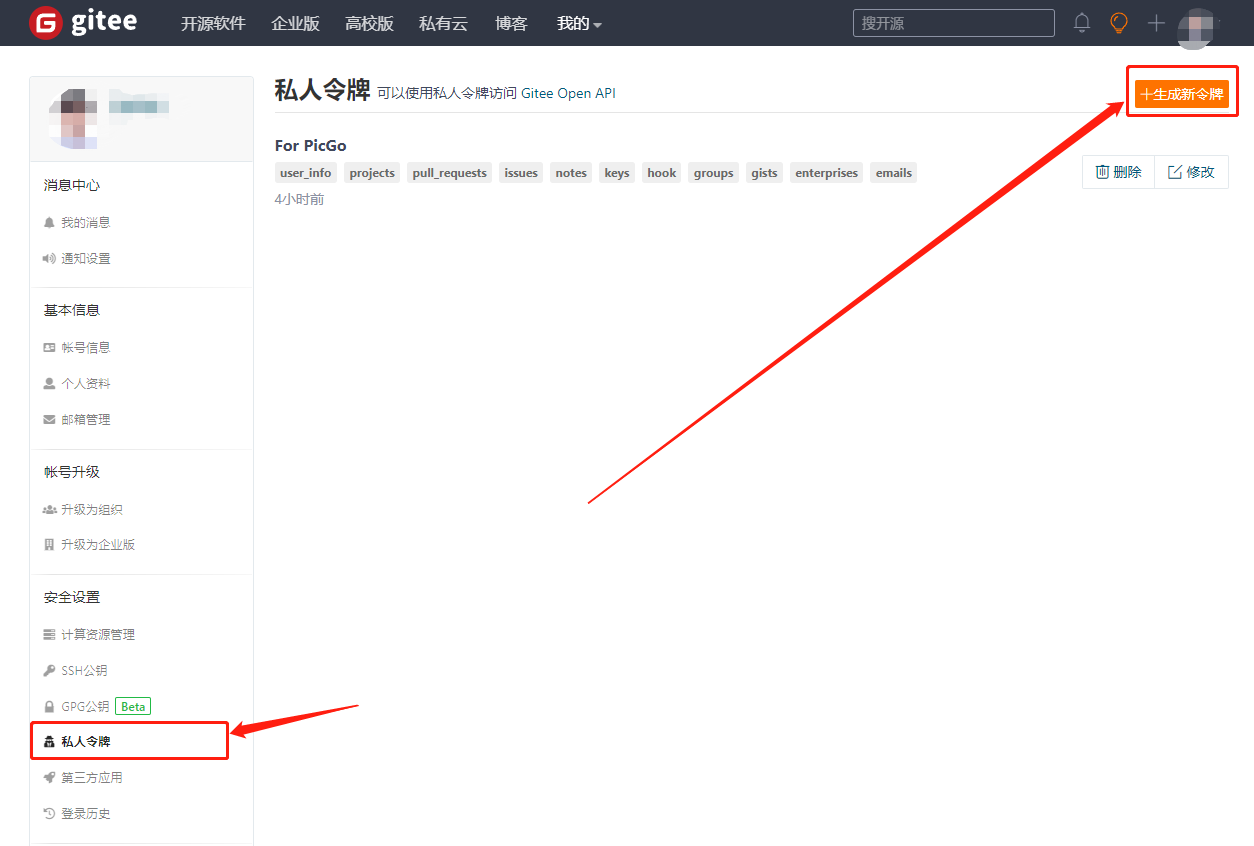 gitee 开源软件 企业版 高校版 私有云 博客 我的 搜开源
私人令牌 可以使用私人令牌访问 Gitee Open API
+生成新令牌
For PicGo
user_info projects pull_requests issues notes keys hook groups gists enterprises emails
4小时前
删除 修改
消息中心
我的消息
通知设置
基本信息
帐号信息
个人资料
邮箱管理
帐号升级
升级为组织
升级为企业版
安全设置
计算资源管理
SSH公钥
GPG公钥 Beta
私人令牌
第三方应用
登录历史